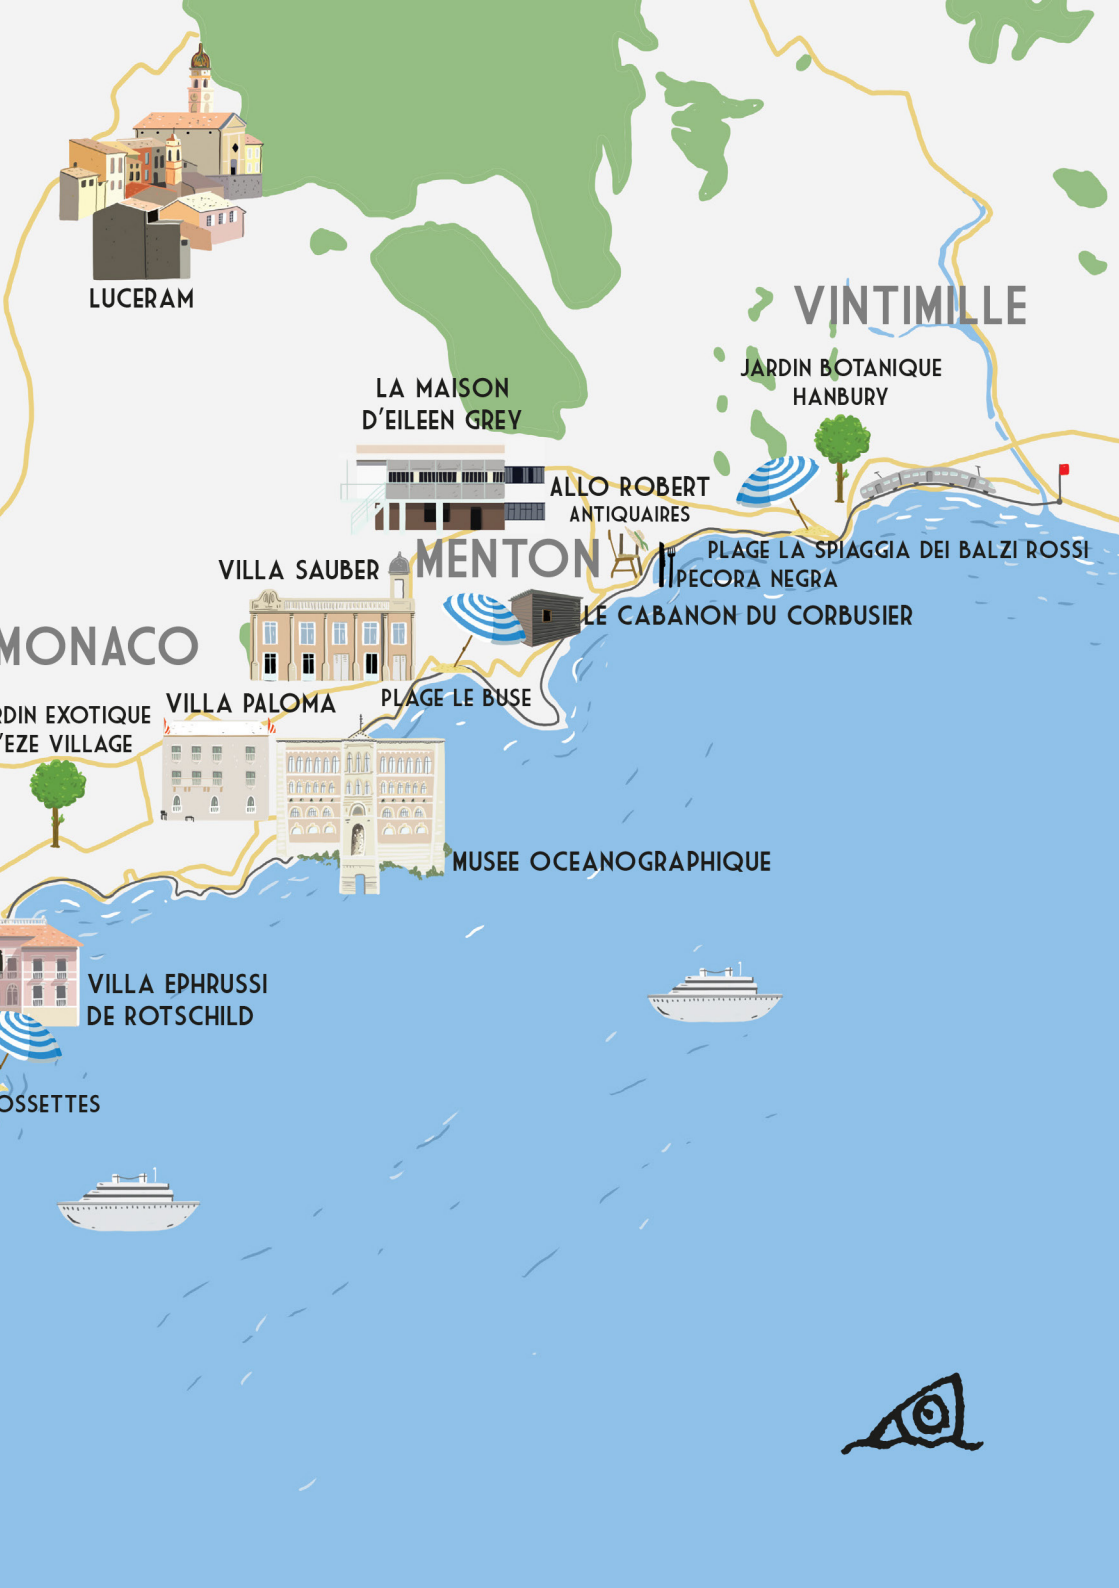 LUCERAM
VINTIMILLE
JARDIN BOTANIQUE
HANBURY
LA MAISON
D'EILEEN GREY
ALLO ROBERT
ANTIQUAIRES
MENTON
PLAGE LA SPIAGGIA DEI BALZI ROSSI
PECORA NEGRA
VILLA SAUBER
LE CABANON DU CORBUSIER
MONACO
PLAGE LE BUSE
VILLA PALOMA
RDIN EXOTIQUE
'EZE VILLAGE
MUSEE OCEANOGRAPHIQUE
VILLA EPHRUSSI
DE ROTSCHILD
OSSETTES